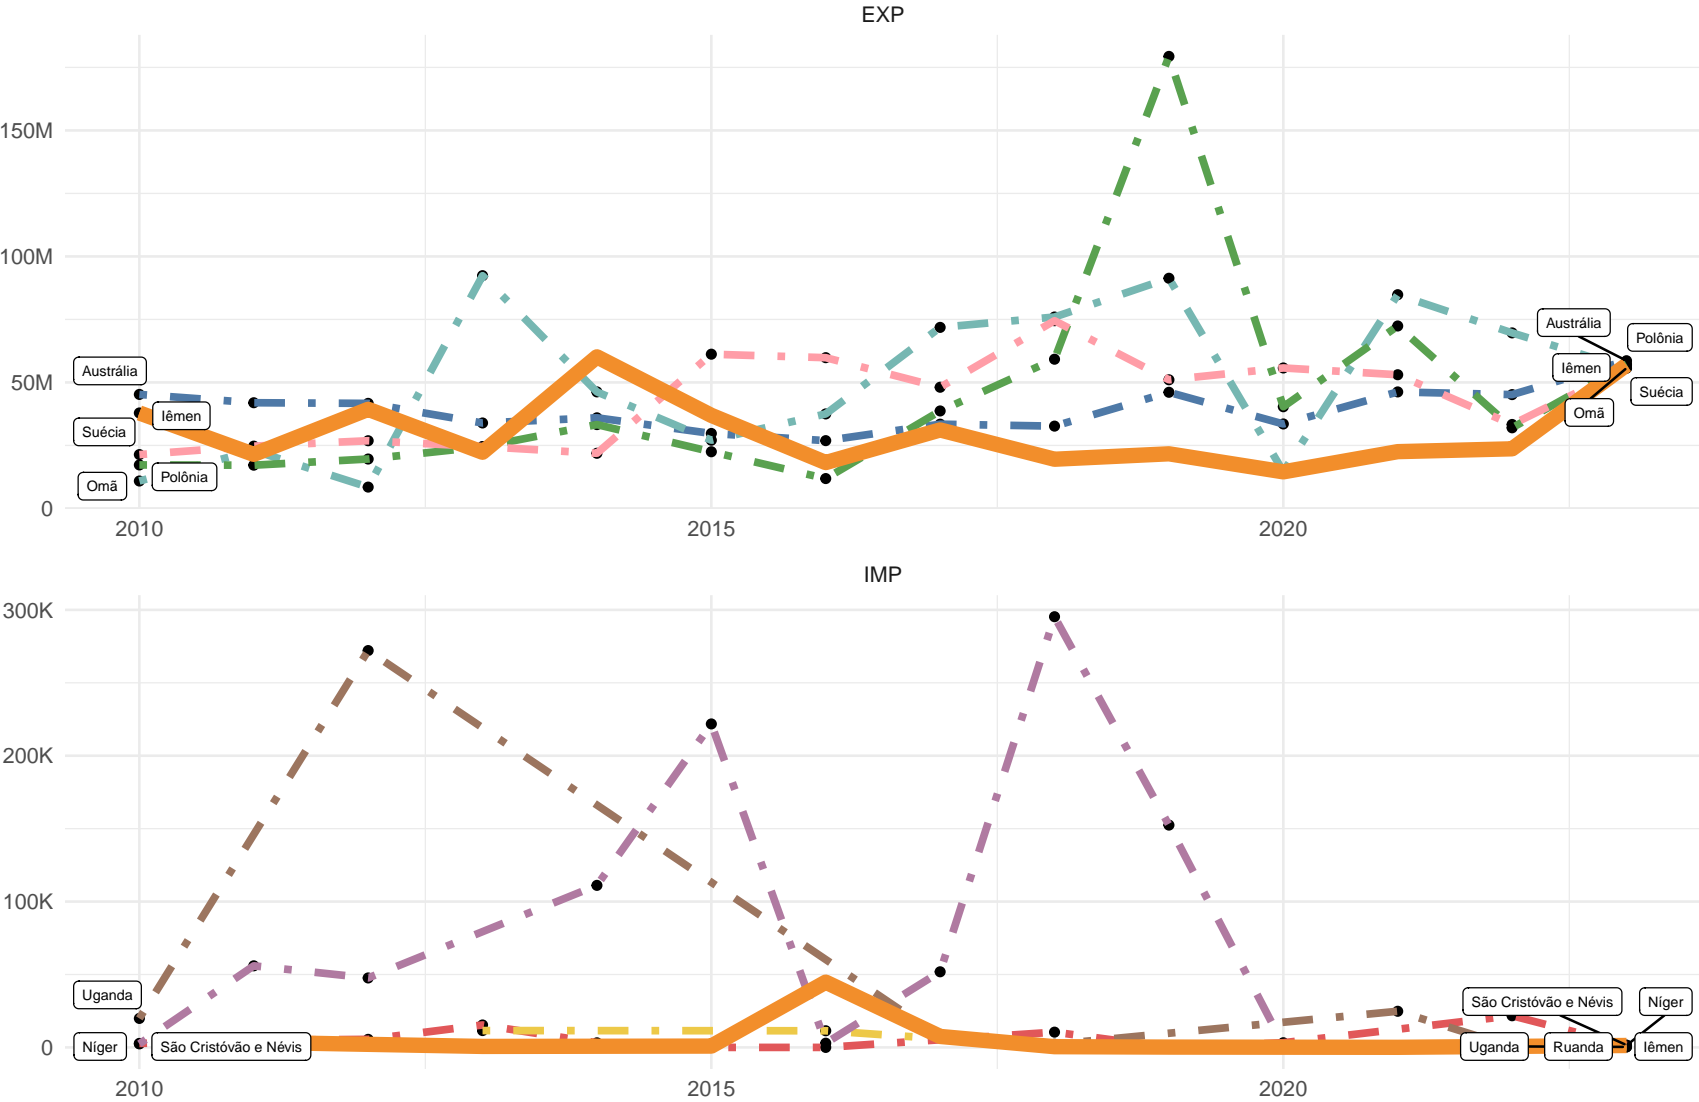 EXP
150M
100M
50M
0
Austrália
Iêmen
Suécia
Polônia
Omã
Austrália
Polônia
Iêmen
Suécia
Omã
2010
2015
2020
IMP
300K
200K
100K
0
Uganda
Níger
São Cristóvão e Névis
São Cristóvão e Névis
Níger
Uganda
Ruanda
Iêmen
2010
2015
2020